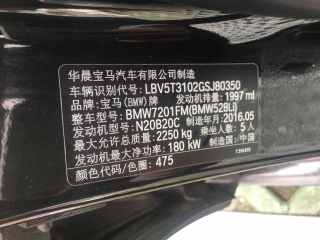 华晨宝马汽车有限公司制造
车辆识别代号: LBV5T3102GSJ80350
品牌: 宝马(BMW)牌 发动机排量: 1997 ml
整车型号: BMW7201FM(BMW528Li)
发动机型号: N20B20C 制造年月: 2016.05
最大允许总质量: 2250 kg 乘坐人数: 5 人
发动机最大净功率: 180 kW 制造国: 中国
颜色代码/色圈: 475